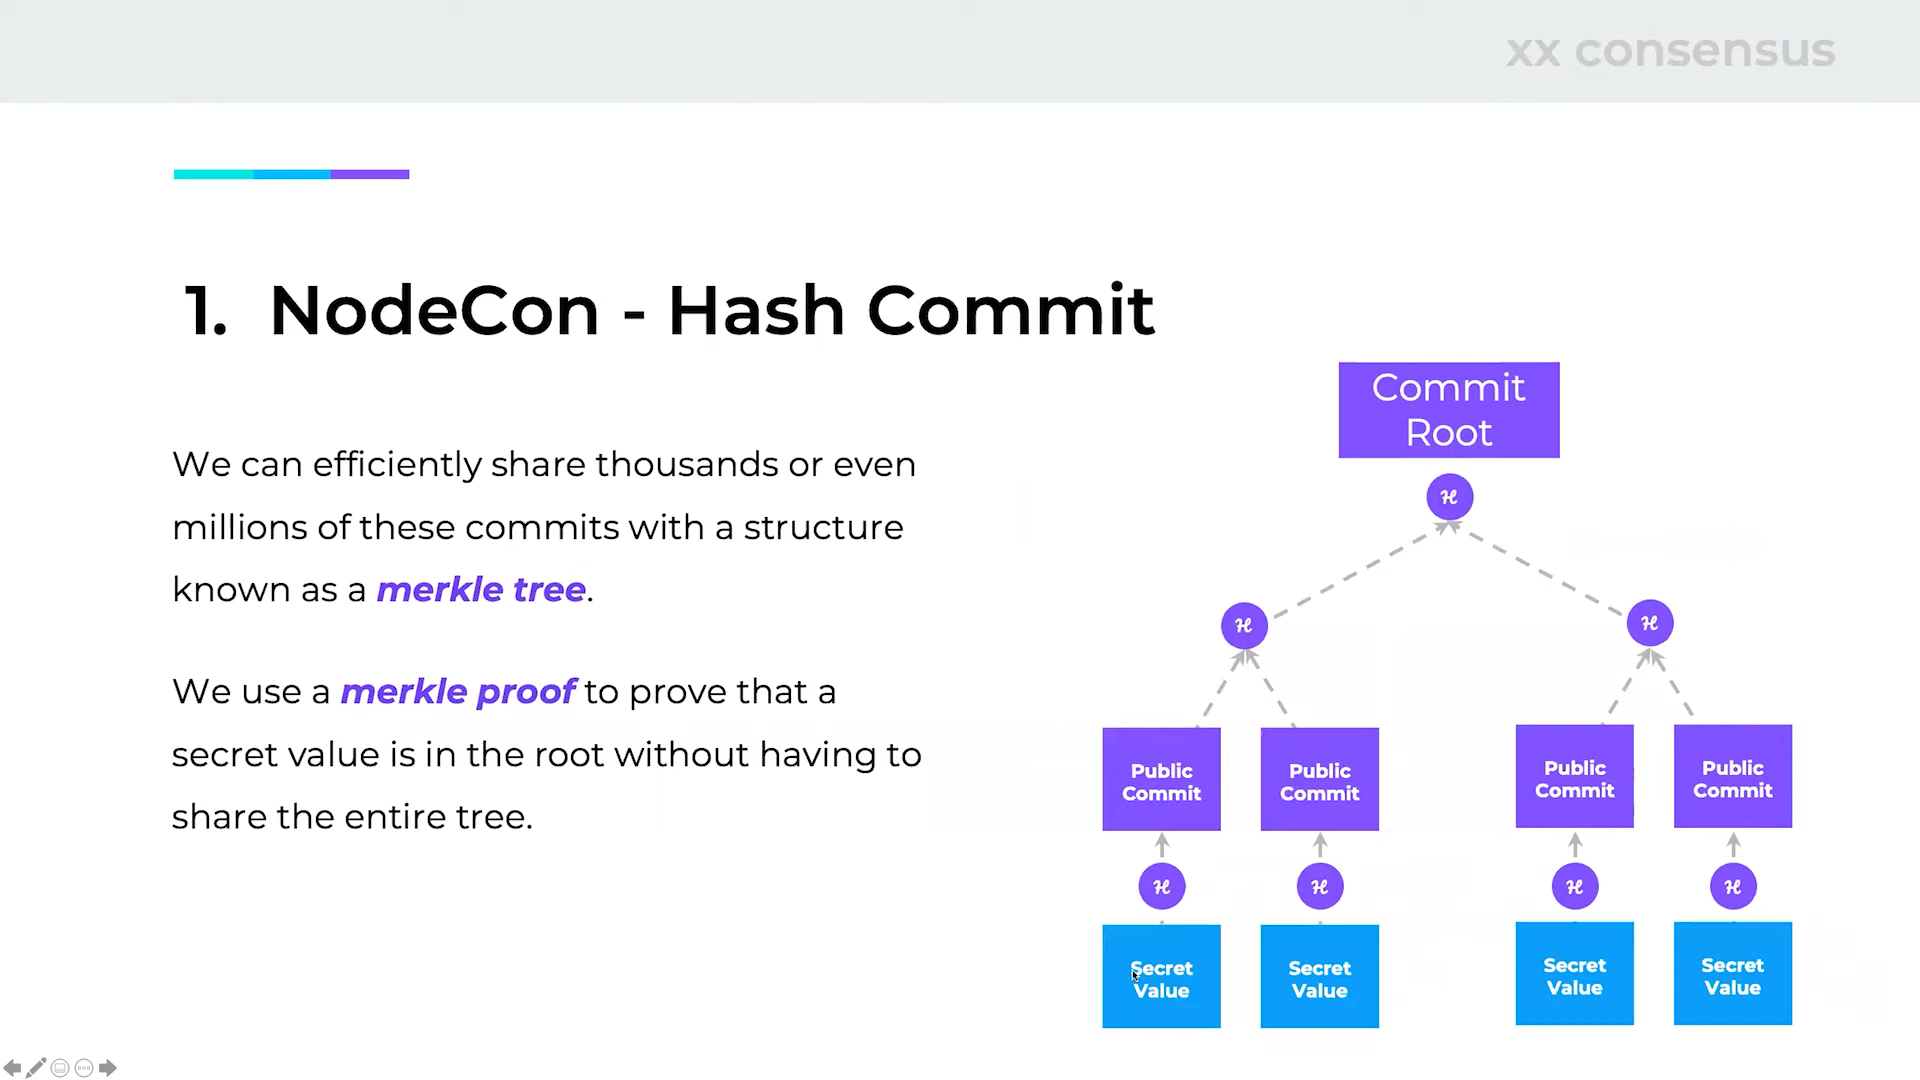 xx consensus
1. NodeCon - Hash Commit
We can efficiently share thousands or even
millions of these commits with a structure
known as a merkle tree.
We use a merkle proof to prove that a
secret value is in the root without having to
share the entire tree.
Commit
Root
H
H
H
Public
Commit
Public
Commit
Public
Commit
Public
Commit
H
H
H
H
Secret
Value
Secret
Value
Secret
Value
Secret
Value